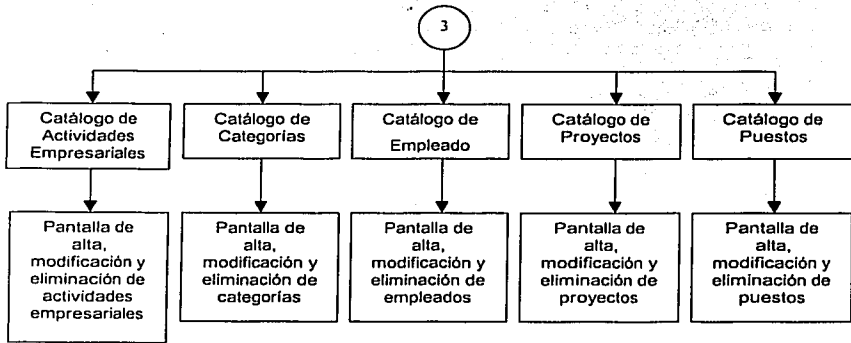 3
Catálogo de
Actividades
Empresariales
Catálogo de
Categorías
Catálogo de
Empleado
Catálogo de
Proyectos
Catálogo de
Puestos
Pantalla de
alta,
modificación y
eliminación de
actividades
empresariales
Pantalla de
alta,
modificación y
eliminación de
categorías
Pantalla de
alta,
modificación y
eliminación de
empleados
Pantalla de
alta,
modificación y
eliminación de
proyectos
Pantalla de
alta,
modificación y
eliminación de
puestos